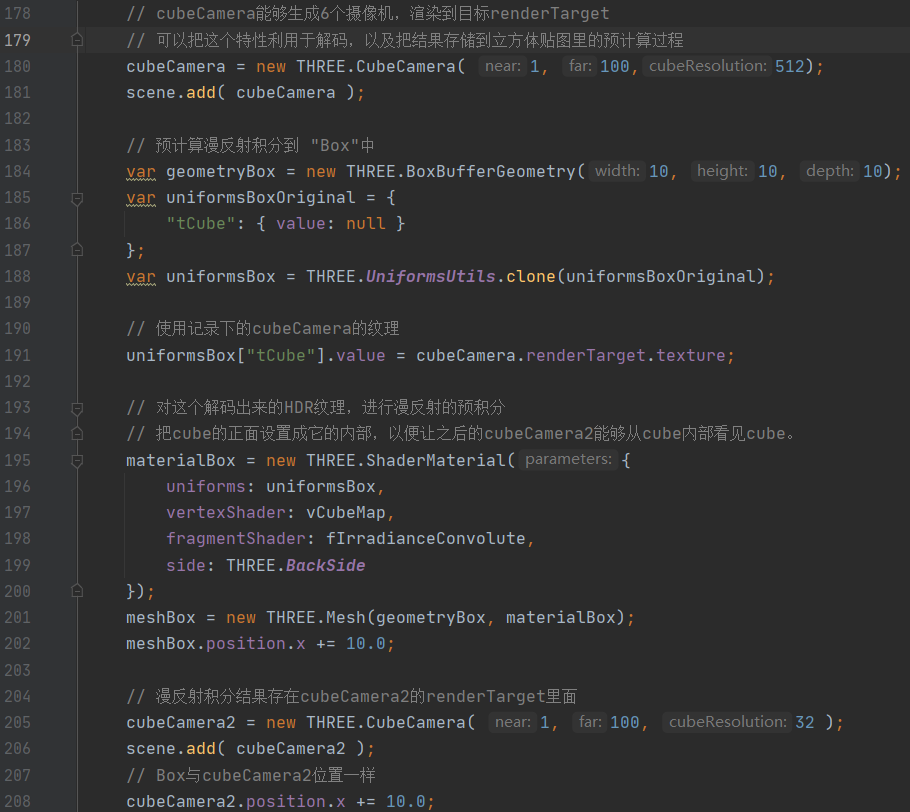 178 // cubeCamera能够生成6个摄像机，渲染到目标renderTarget
179 // 可以把这个特性利用于解码，以及把结果存储到立方体贴图里的预计算过程
180 cubeCamera = new THREE.CubeCamera( near: 1, far: 100, cubeResolution: 512);
181 scene.add( cubeCamera );
182
183 // 预计算漫反射积分到 "Box"中
184 var geometryBox = new THREE.BoxBufferGeometry( width: 10, height: 10, depth: 10);
185 var uniformsBoxOriginal = {
186 "tCube": { value: null }
187 };
188 var uniformsBox = THREE.UniformsUtils.clone(uniformsBoxOriginal);
189
190 // 使用记录下的cubeCamera的纹理
191 uniformsBox["tCube"].value = cubeCamera.renderTarget.texture;
192
193 // 对这个解码出来的HDR纹理，进行漫反射的预积分
194 // 把cube的正面设置成它的内部，以便让之后的cubeCamera2能够从cube内部看见cube。
195 materialBox = new THREE.ShaderMaterial( parameters: {
196 uniforms: uniformsBox,
197 vertexShader: vCubeMap,
198 fragmentShader: fIrradianceConvolute,
199 side: THREE.BackSide
200 });
201 meshBox = new THREE.Mesh(geometryBox, materialBox);
202 meshBox.position.x += 10.0;
203
204 // 漫反射积分结果存在cubeCamera2的renderTarget里面
205 cubeCamera2 = new THREE.CubeCamera( near: 1, far: 100, cubeResolution: 32 );
206 scene.add( cubeCamera2 );
207 // Box与cubeCamera2位置一样
208 cubeCamera2.position.x += 10.0;